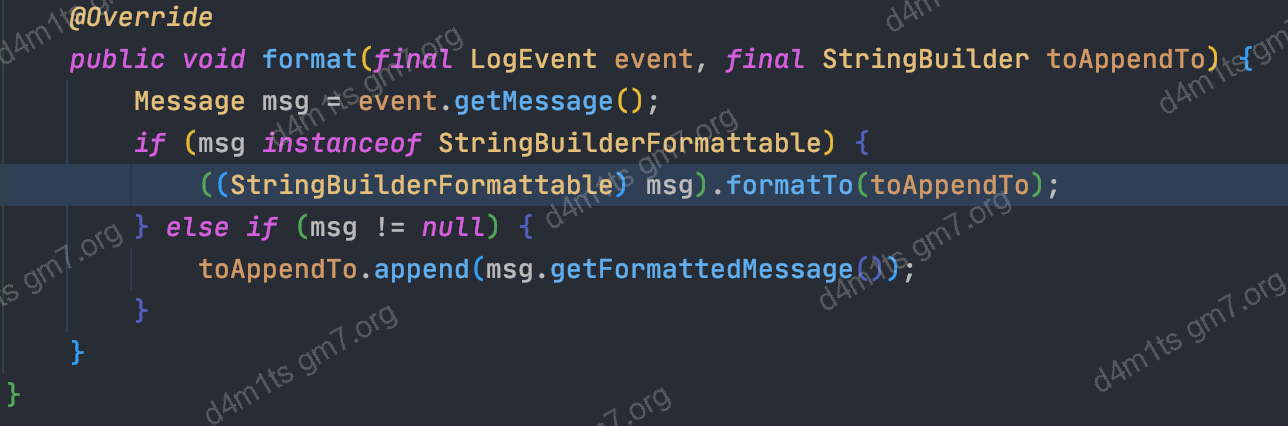 @Override
public void format(final LogEvent event, final StringBuilder toAppendTo) {
Message msg = event.getMessage();
if (msg instanceof StringBuilderFormattable) {
((StringBuilderFormattable) msg).formatTo(toAppendTo);
} else if (msg != null) {
toAppendTo.append(msg.getFormattedMessage());
}
}
}
d4m1ts gm7.org
d4m1ts gm7.org
d4m1ts gm7.org
d4m1ts gm7.org
d4m1ts gm7.org
d4m1ts gm7.org
d4m1ts gm7.org